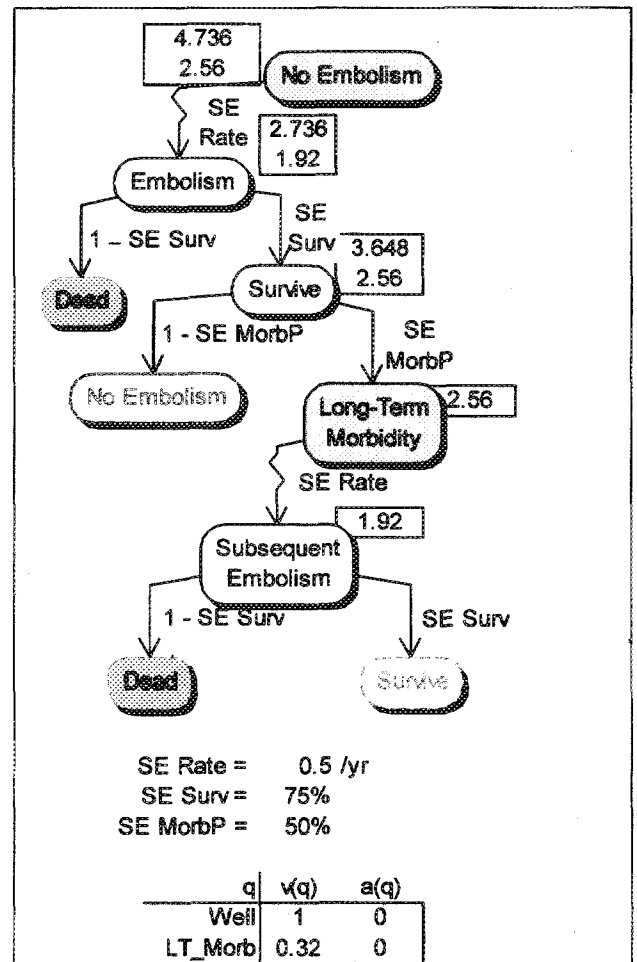 4.736
2.56
No Embolism
SE
Rate
2.736
1.92
Embolism
1 – SE Surv
SE
Surv
3.648
2.56
Dead
Survive
1 - SE MorbP
SE
MorbP
No Embolism
Long-Term
Morbidity
2.56
SE Rate
1.92
Subsequent
Embolism
1 - SE Surv
SE Surv
Dead
Survive
SE Rate = 0.5 /yr
SE Surv = 75%
SE MorbP = 50%
q v(q) a(q)
Well 1 0
LT_Morb 0.32 0